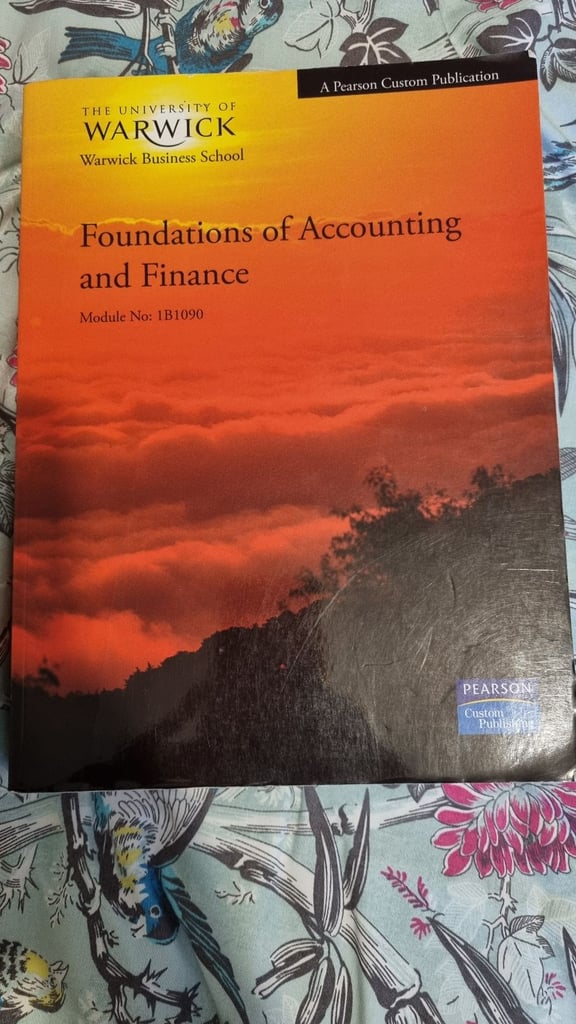 A Pearson Custom Publication
THE UNIVERSITY OF
WARWICK
Warwick Business School
Foundations of Accounting
and Finance
Module No: 1B1090
PEARSON
Custom
Publishing